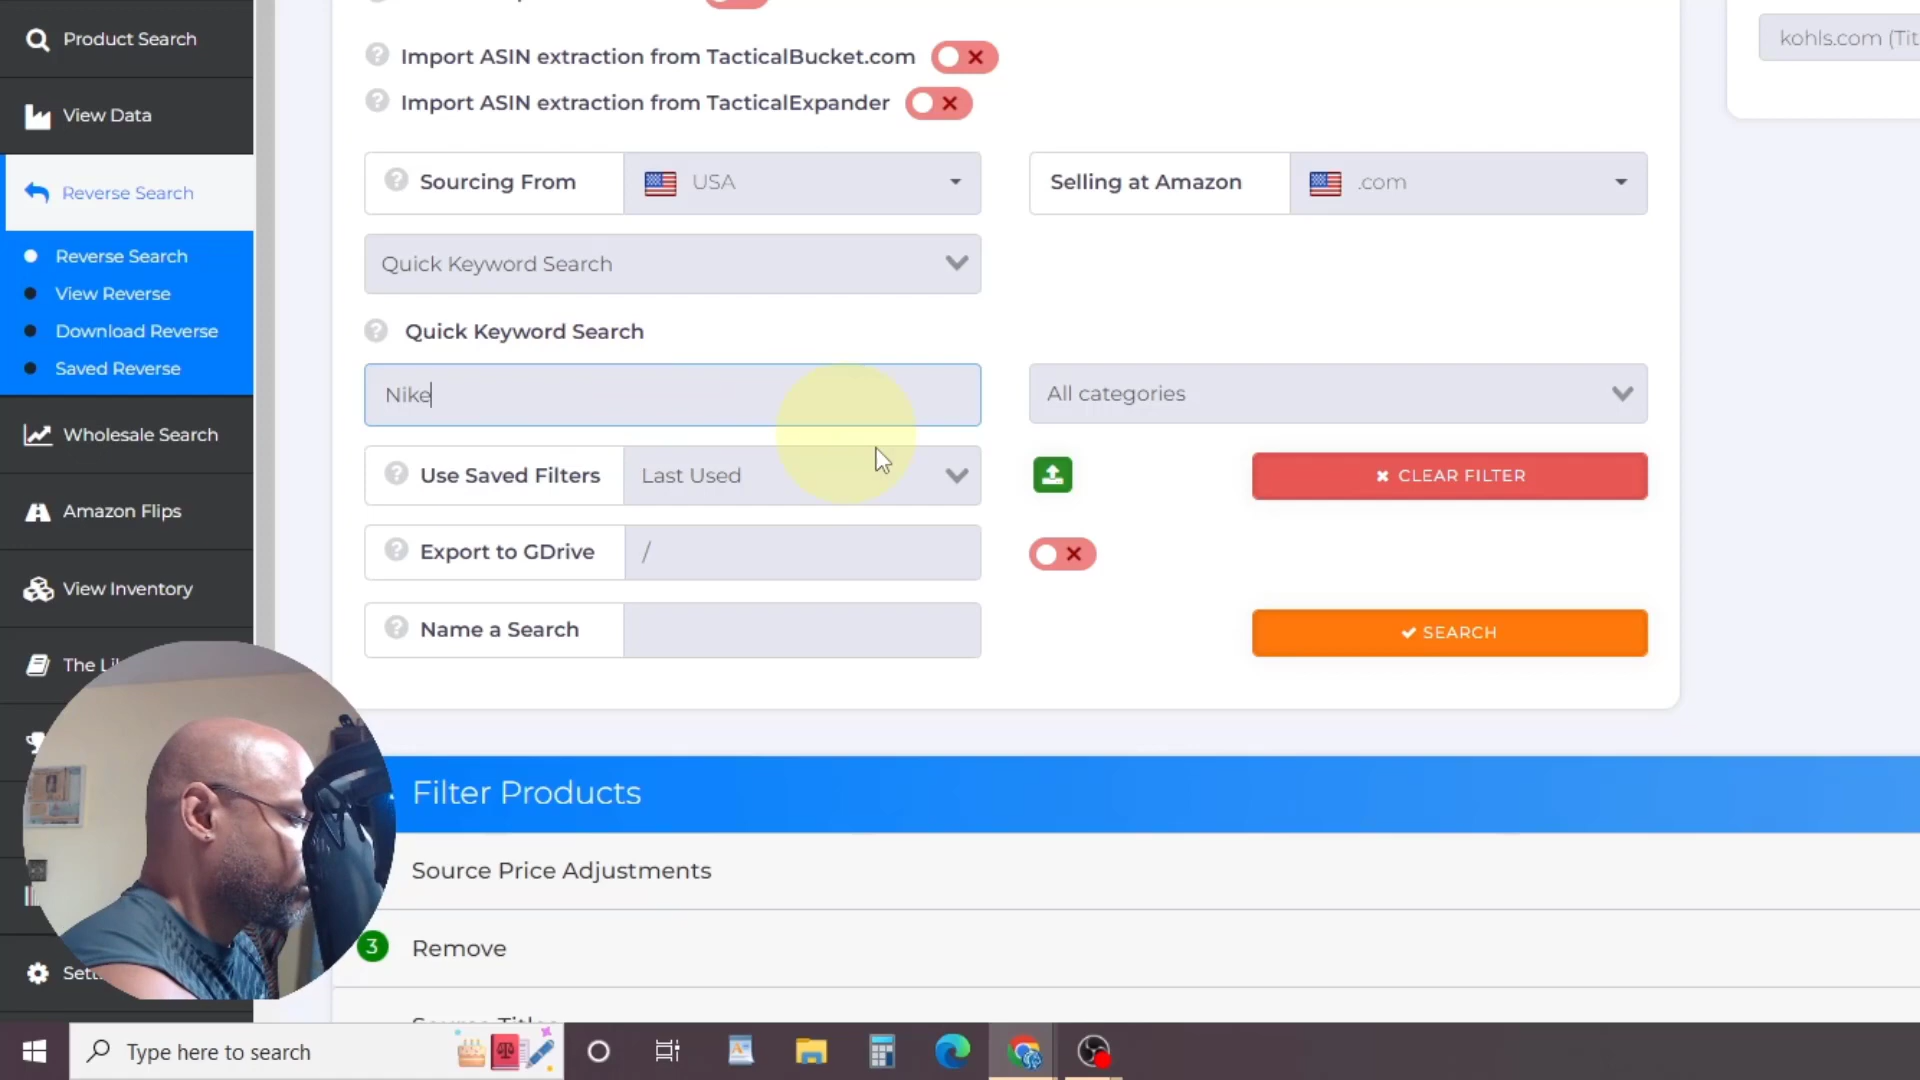 Product Search
View Data
Reverse Search
Reverse Search
View Reverse
Download Reverse
Saved Reverse
Wholesale Search
Amazon Flips
View Inventory
The Li
Import ASIN extraction from TacticalBucket.com
Import ASIN extraction from TacticalExpander
Sourcing From USA
Selling at Amazon .com
Quick Keyword Search
Quick Keyword Search
Nike
All categories
Use Saved Filters Last Used
CLEAR FILTER
Export to GDrive /
Name a Search
SEARCH
kohls.com (Tit
Filter Products
Source Price Adjustments
3 Remove
Type here to search